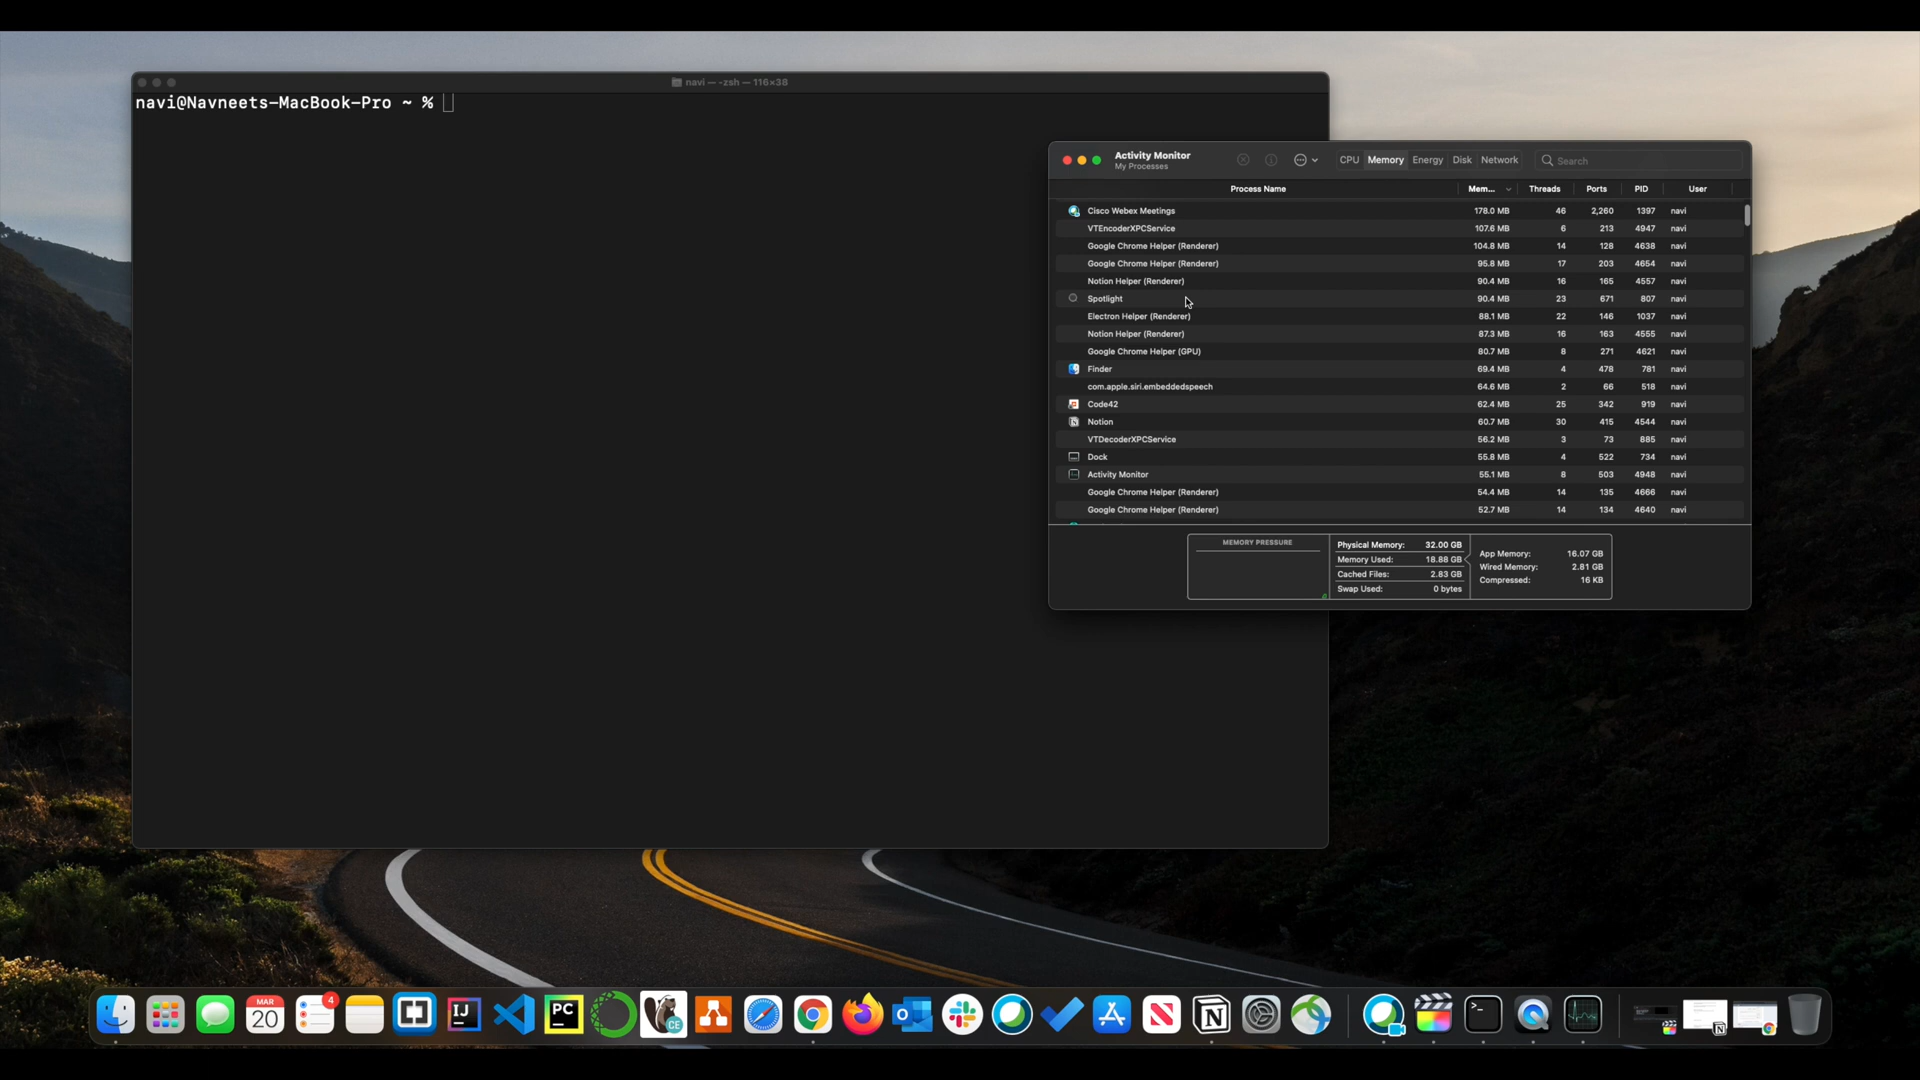 navi — -zsh — 116×38
navi@Navneets-MacBook-Pro ~ %
Activity Monitor
My Processes
CPU Memory Energy Disk Network
Search
Process Name Mem... Threads Ports PID User
Cisco Webex Meetings 178.0 MB 46 2,260 1397 navi
VTEncoderXPCService 107.6 MB 6 213 4947 navi
Google Chrome Helper (Renderer) 104.8 MB 14 128 4638 navi
Google Chrome Helper (Renderer) 95.8 MB 17 203 4654 navi
Notion Helper (Renderer) 90.4 MB 16 165 4557 navi
Spotlight 90.4 MB 23 671 807 navi
Electron Helper (Renderer) 88.1 MB 22 146 1037 navi
Notion Helper (Renderer) 87.3 MB 16 163 4555 navi
Google Chrome Helper (GPU) 80.7 MB 8 271 4621 navi
Finder 69.4 MB 4 478 781 navi
com.apple.siri.embeddedspeech 64.6 MB 2 66 518 navi
Code42 62.4 MB 25 342 919 navi
Notion 60.7 MB 30 415 4544 navi
VTDecoderXPCService 56.2 MB 3 73 885 navi
Dock 55.8 MB 4 522 734 navi
Activity Monitor 55.1 MB 8 503 4948 navi
Google Chrome Helper (Renderer) 54.4 MB 14 135 4666 navi
Google Chrome Helper (Renderer) 52.7 MB 14 134 4640 navi
MEMORY PRESSURE
Physical Memory: 32.00 GB
Memory Used: 18.88 GB
Cached Files: 2.83 GB
Swap Used: 0 bytes
App Memory: 16.07 GB
Wired Memory: 2.81 GB
Compressed: 16 KB
MAR
20
4
IJ
PC
CE